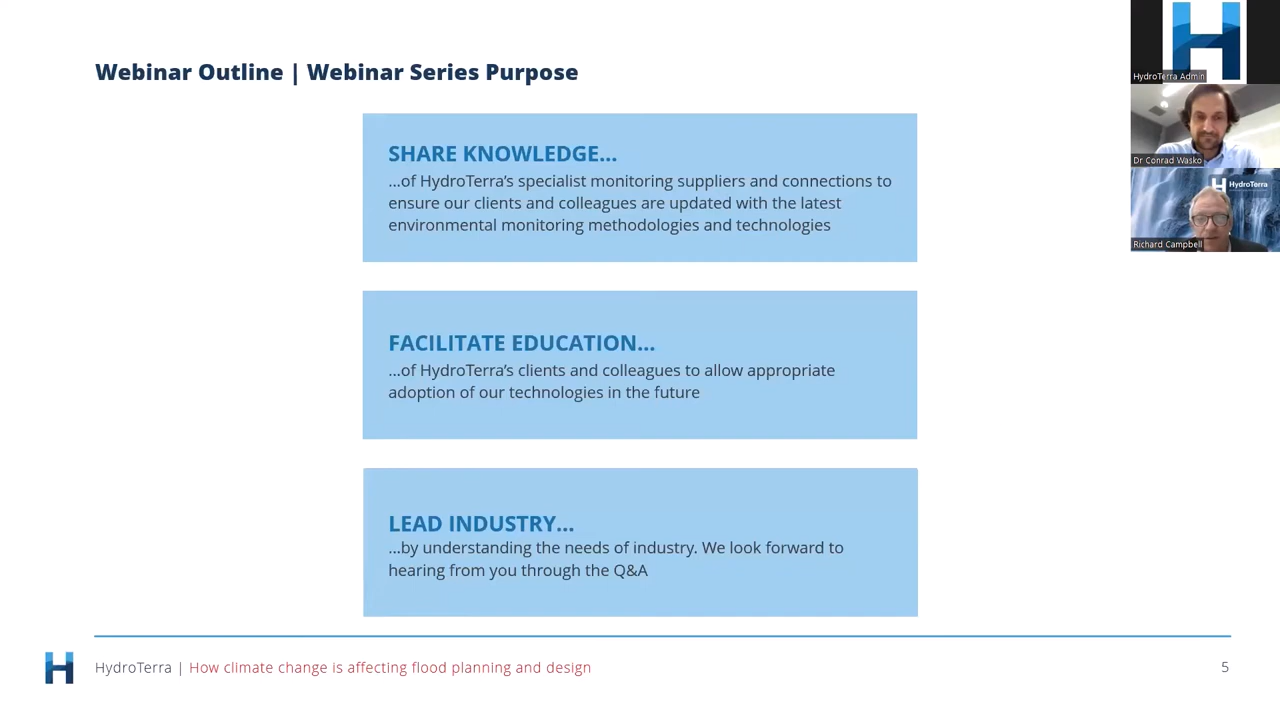 Webinar Outline | Webinar Series Purpose
SHARE KNOWLEDGE...
...of HydroTerra's specialist monitoring suppliers and connections to
ensure our clients and colleagues are updated with the latest
environmental monitoring methodologies and technologies
FACILITATE EDUCATION...
...of HydroTerra's clients and colleagues to allow appropriate
adoption of our technologies in the future
LEAD INDUSTRY...
...by understanding the needs of industry. We look forward to
hearing from you through the Q&A
HydroTerra | How climate change is affecting flood planning and design
5
HydroTerra Admin
Dr Conrad Wasko
HydroTerra
Richard Campbell